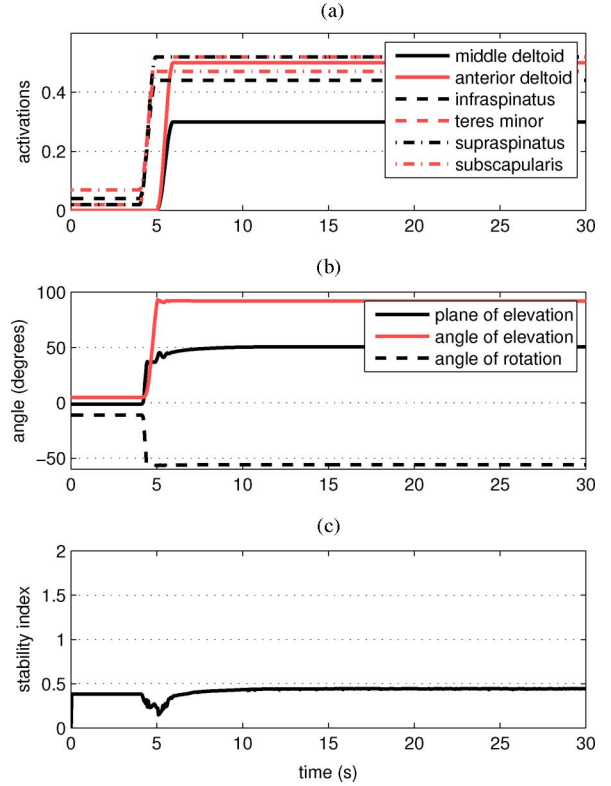 (a)
activations
0.4
0.2
0
0
5
10
15
20
25
30
middle deltoid
anterior deltoid
infraspinatus
teres minor
supraspinatus
subscapularis
(b)
angle (degrees)
100
50
0
−50
0
5
10
15
20
25
30
plane of elevation
angle of elevation
angle of rotation
(c)
stability index
2
1.5
1
0.5
0
0
5
10
15
20
25
30
time (s)